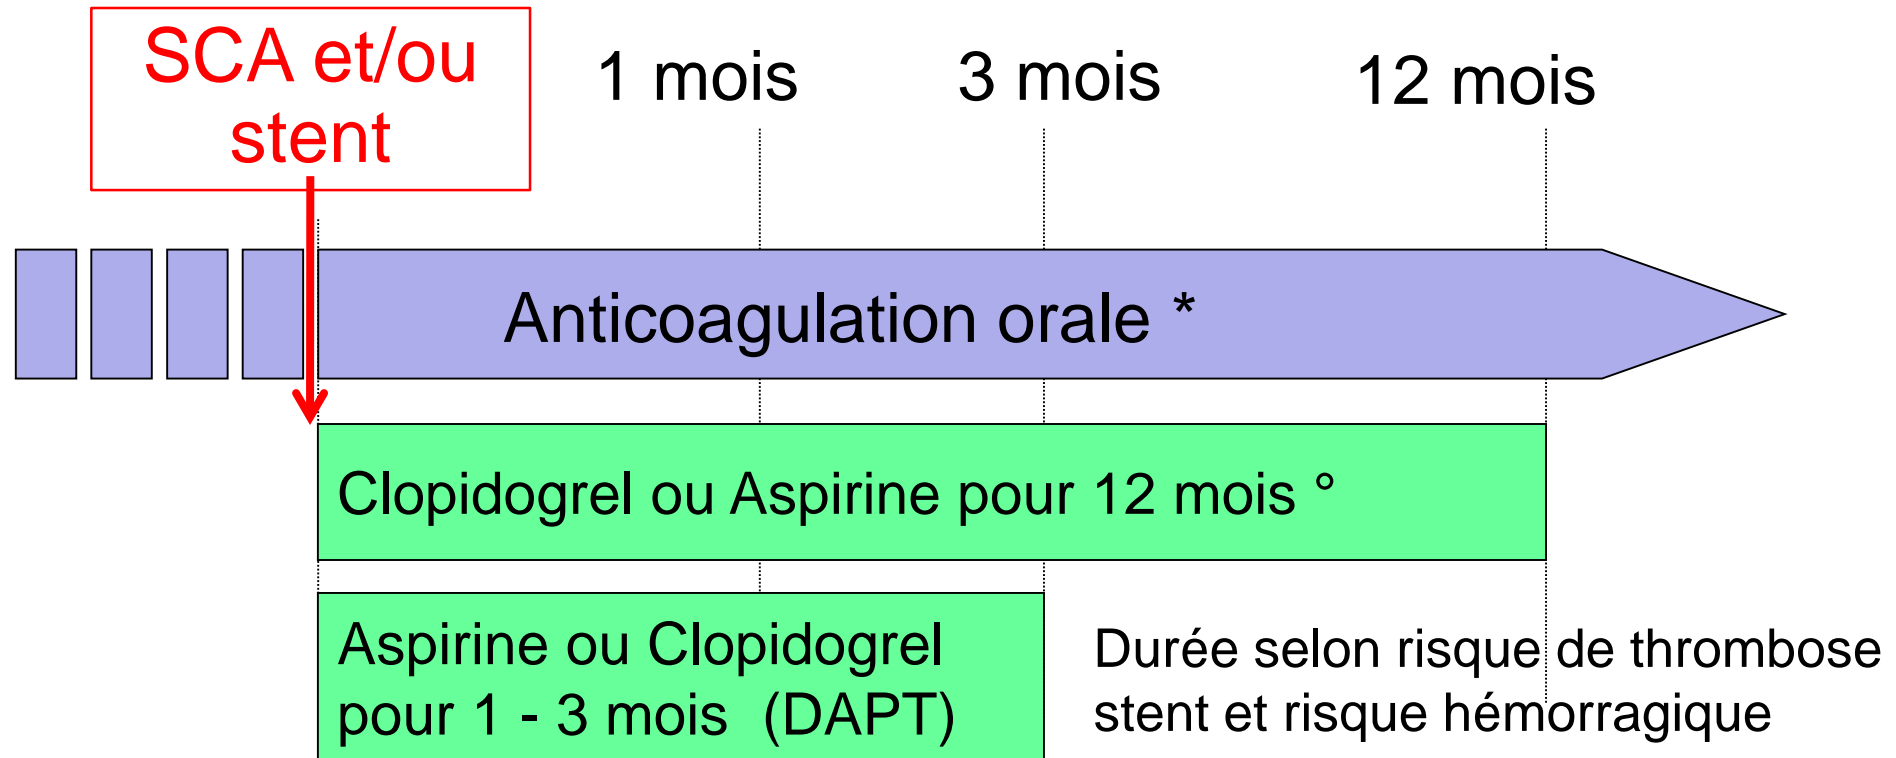 SCA et/ou
stent
1 mois
3 mois
12 mois
Anticoagulation orale *
Clopidogrel ou Aspirine pour 12 mois °
Aspirine ou Clopidogrel
pour 1 - 3 mois (DAPT)
Durée selon risque de thrombose
stent et risque hémorragique